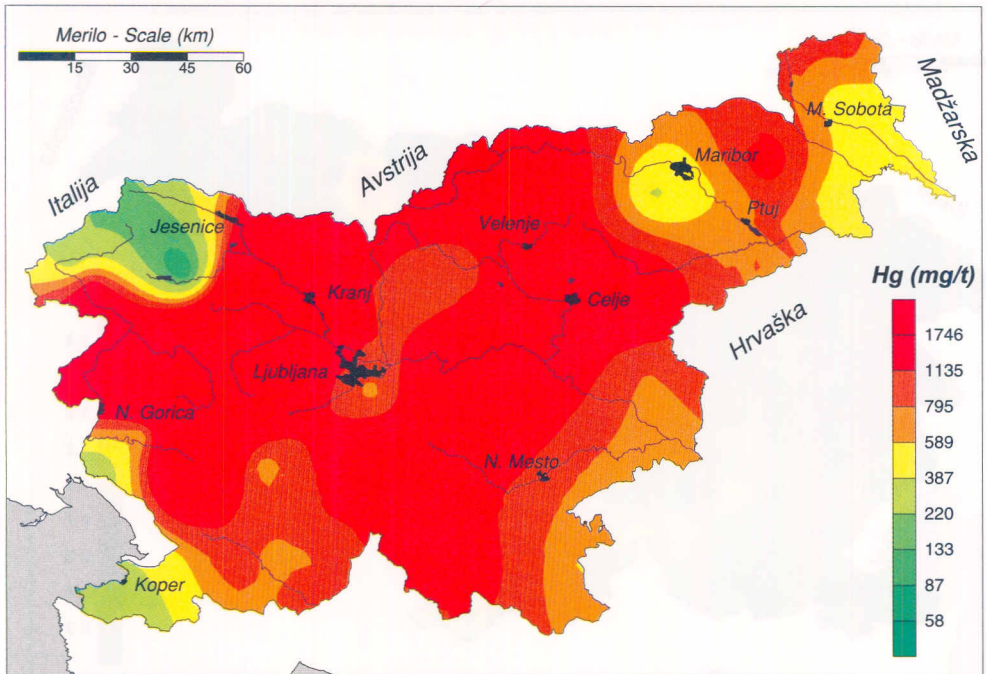 Merilo - Scale (km)
15 30 45 60
Madžarska
M. Sobota
Avstrija
Maribor
Italija
Ptuj
Jesenice
Velenje
Hg (mg/t)
Kranj
Celje
Hrvaška
1746
1135
Ljubljana
795
N. Gorica
589
387
N. Mesto
220
133
Koper
87
58